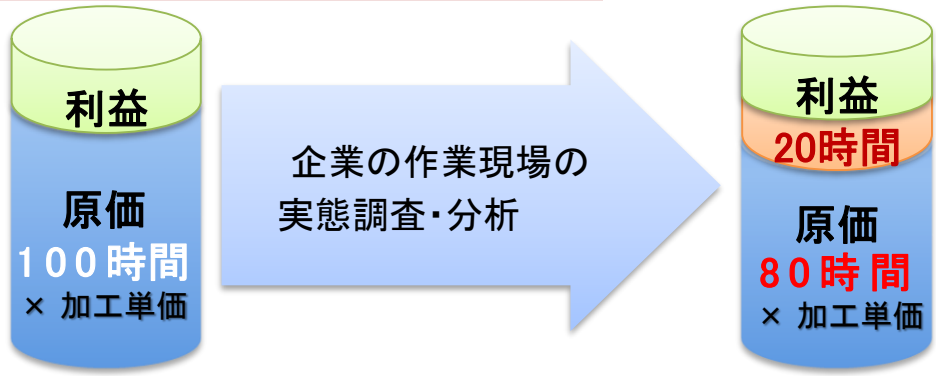 利益
原価
100時間
× 加工単価
企業の作業現場の
実態調査・分析
利益
20時間
原価
80時間
× 加工単価